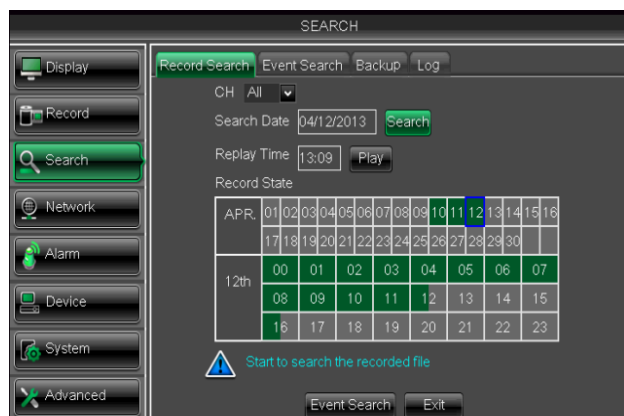 SEARCH
Display
Record
Search
Network
Alarm
Device
System
Advanced
Record Search Event Search Backup Log
CH All
Search Date 04/12/2013 Search
Replay Time 13:09 Play
Record State
APR. 01 02 03 04 05 06 07 08 09 10 11 12 13 14 15 16
17 18 19 20 21 22 23 24 25 26 27 28 29 30
12th 00 01 02 03 04 05 06 07
08 09 10 11 12 13 14 15
16 17 18 19 20 21 22 23
Start to search the recorded file
Event Search Exit